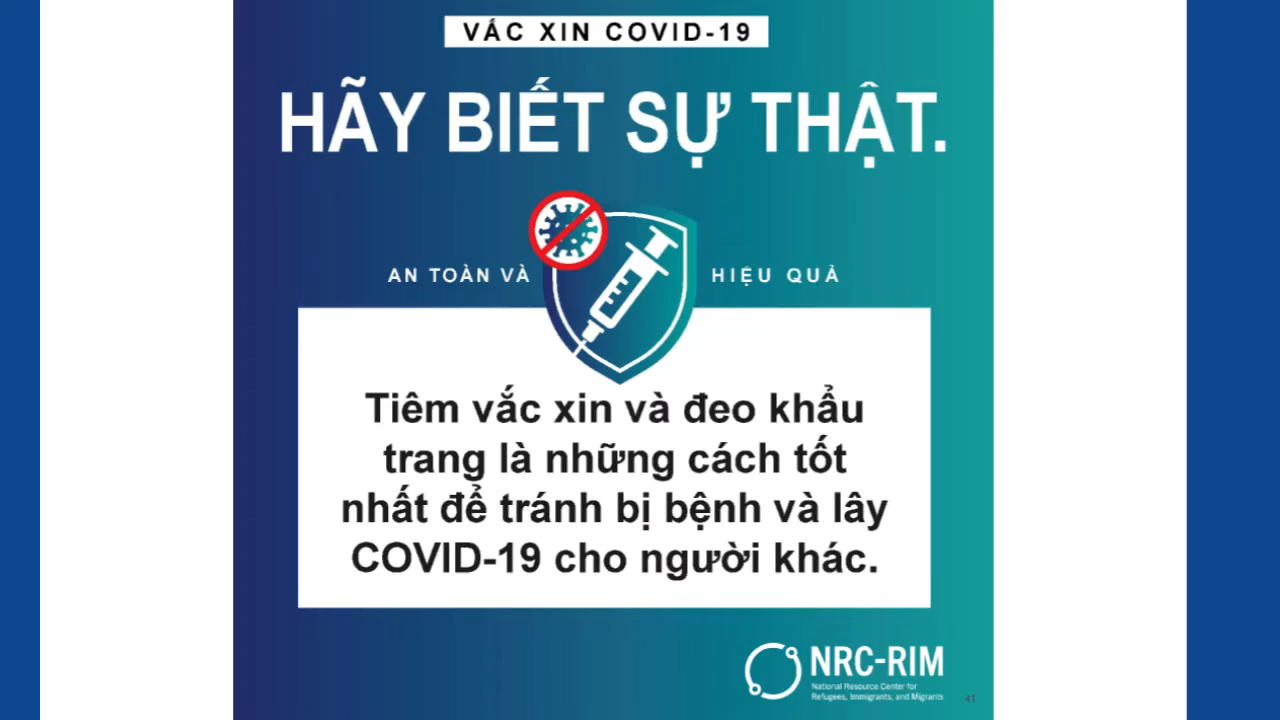 VẮC XIN COVID-19
HÃY BIẾT SỰ THẬT.
AN TOÀN VÀ HIỆU QUẢ
Tiêm vắc xin và đeo khẩu
trang là những cách tốt
nhất để tránh bị bệnh và lây
COVID-19 cho người khác.
NRC-RIM
National Resource Center for
Refugees, Immigrants, and Migrants
41